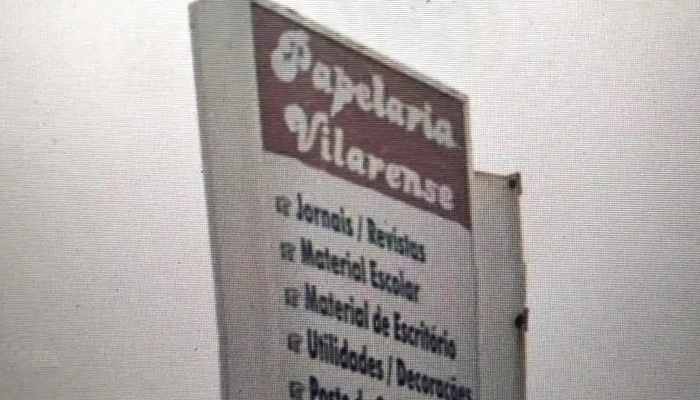 Papelaria
Vilarense
Jornais / Revistas
Material Escolar
Material de Escritório
Utilidades / Decorações